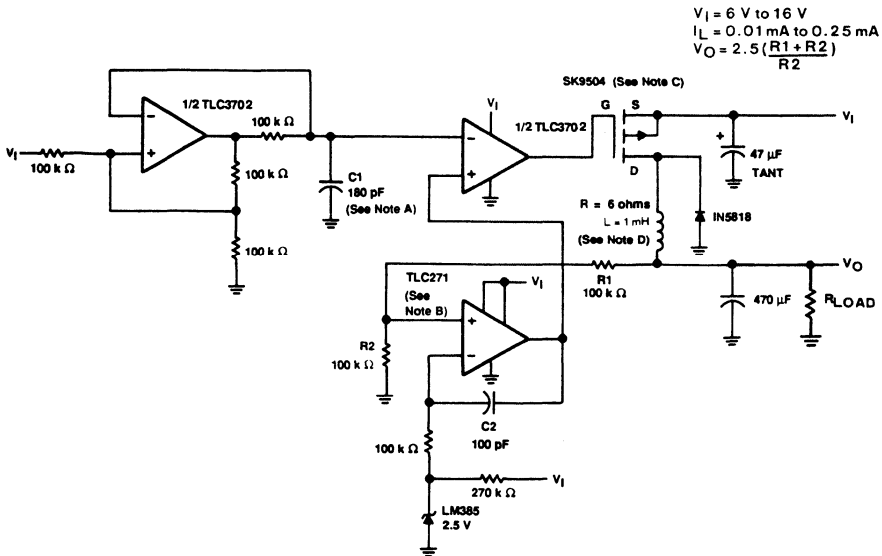 V_I = 6 V to 16 V
I_L = 0.01 mA to 0.25 mA
V_O = 2.5 (R1 + R2)
R2
SK9504 (See Note C)
1/2 TLC3702
V_I
G
S
1/2 TLC3702
V_I
100 kΩ
V_I
100 kΩ
+
47 µF
TANT
C1
180 pF
(See Note A)
100 kΩ
D
R = 6 ohms
L = 1 mH
(See Note D)
IN5818
100 kΩ
TLC271
(See
Note B)
V_I
R1
100 kΩ
V_O
470 µF
R_LOAD
R2
100 kΩ
C2
100 pF
100 kΩ
270 kΩ
V_I
LM385
2.5 V